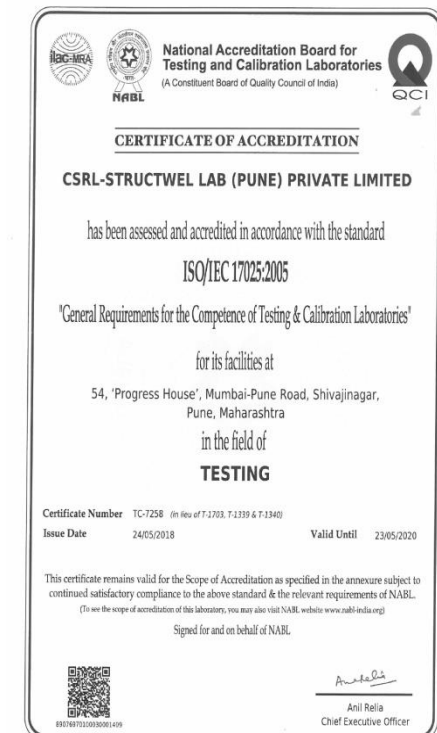 ilac-MRA
NABL
National Accreditation Board for
Testing and Calibration Laboratories
(A Constituent Board of Quality Council of India)
QCI
CERTIFICATE OF ACCREDITATION
CSRL-STRUCTWEL LAB (PUNE) PRIVATE LIMITED
has been assessed and accredited in accordance with the standard
ISO/IEC 17025:2005
"General Requirements for the Competence of Testing & Calibration Laboratories"
for its facilities at
54, 'Progress House', Mumbai-Pune Road, Shivajinagar,
Pune, Maharashtra
in the field of
TESTING
Certificate Number TC-7258 (in lieu of T-1703, T-1339 & T-1340)
Issue Date 24/05/2018 Valid Until 23/05/2020
This certificate remains valid for the Scope of Accreditation as specified in the annexure subject to
continued satisfactory compliance to the above standard & the relevant requirements of NABL.
(To see the scope of accreditation of this laboratory, you may also visit NABL website www.nabl-india.org)
Signed for and on behalf of NABL
Anil Relia
Chief Executive Officer